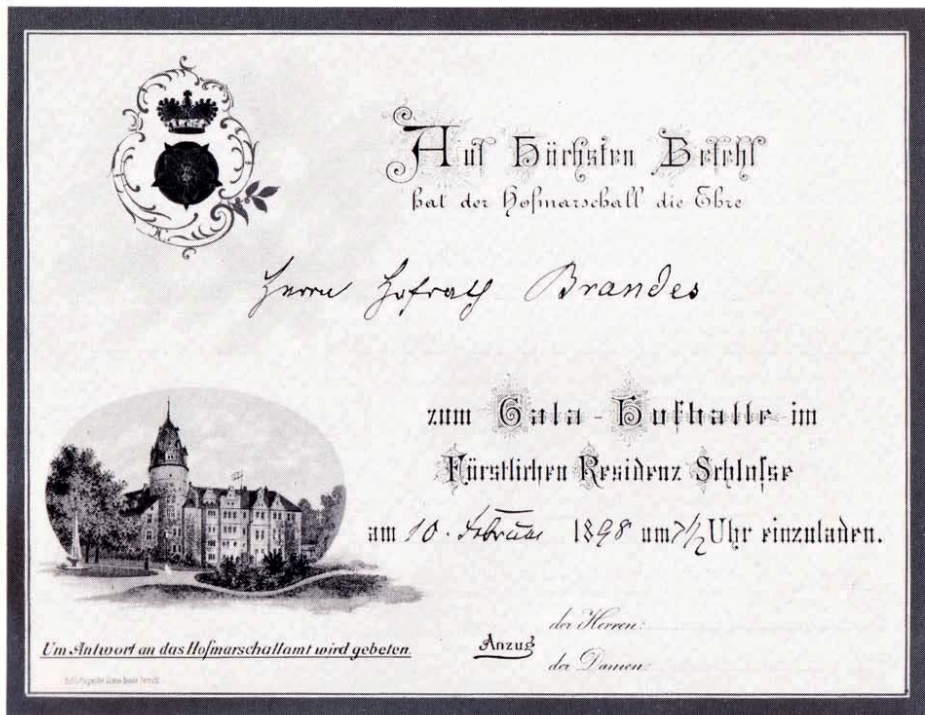 Auf Höchsten Befehl
hat der Hofmarschall die Ehre
Herrn Hofrath Brandes
zum Gala-Hofballe im
Fürstlichen Residenz Schlosse
am 10. Februar 1898 um 7 1/2 Uhr einzuladen.
Um Antwort an das Hofmarschallamt wird gebeten.
Anzug
der Herren:
der Damen: